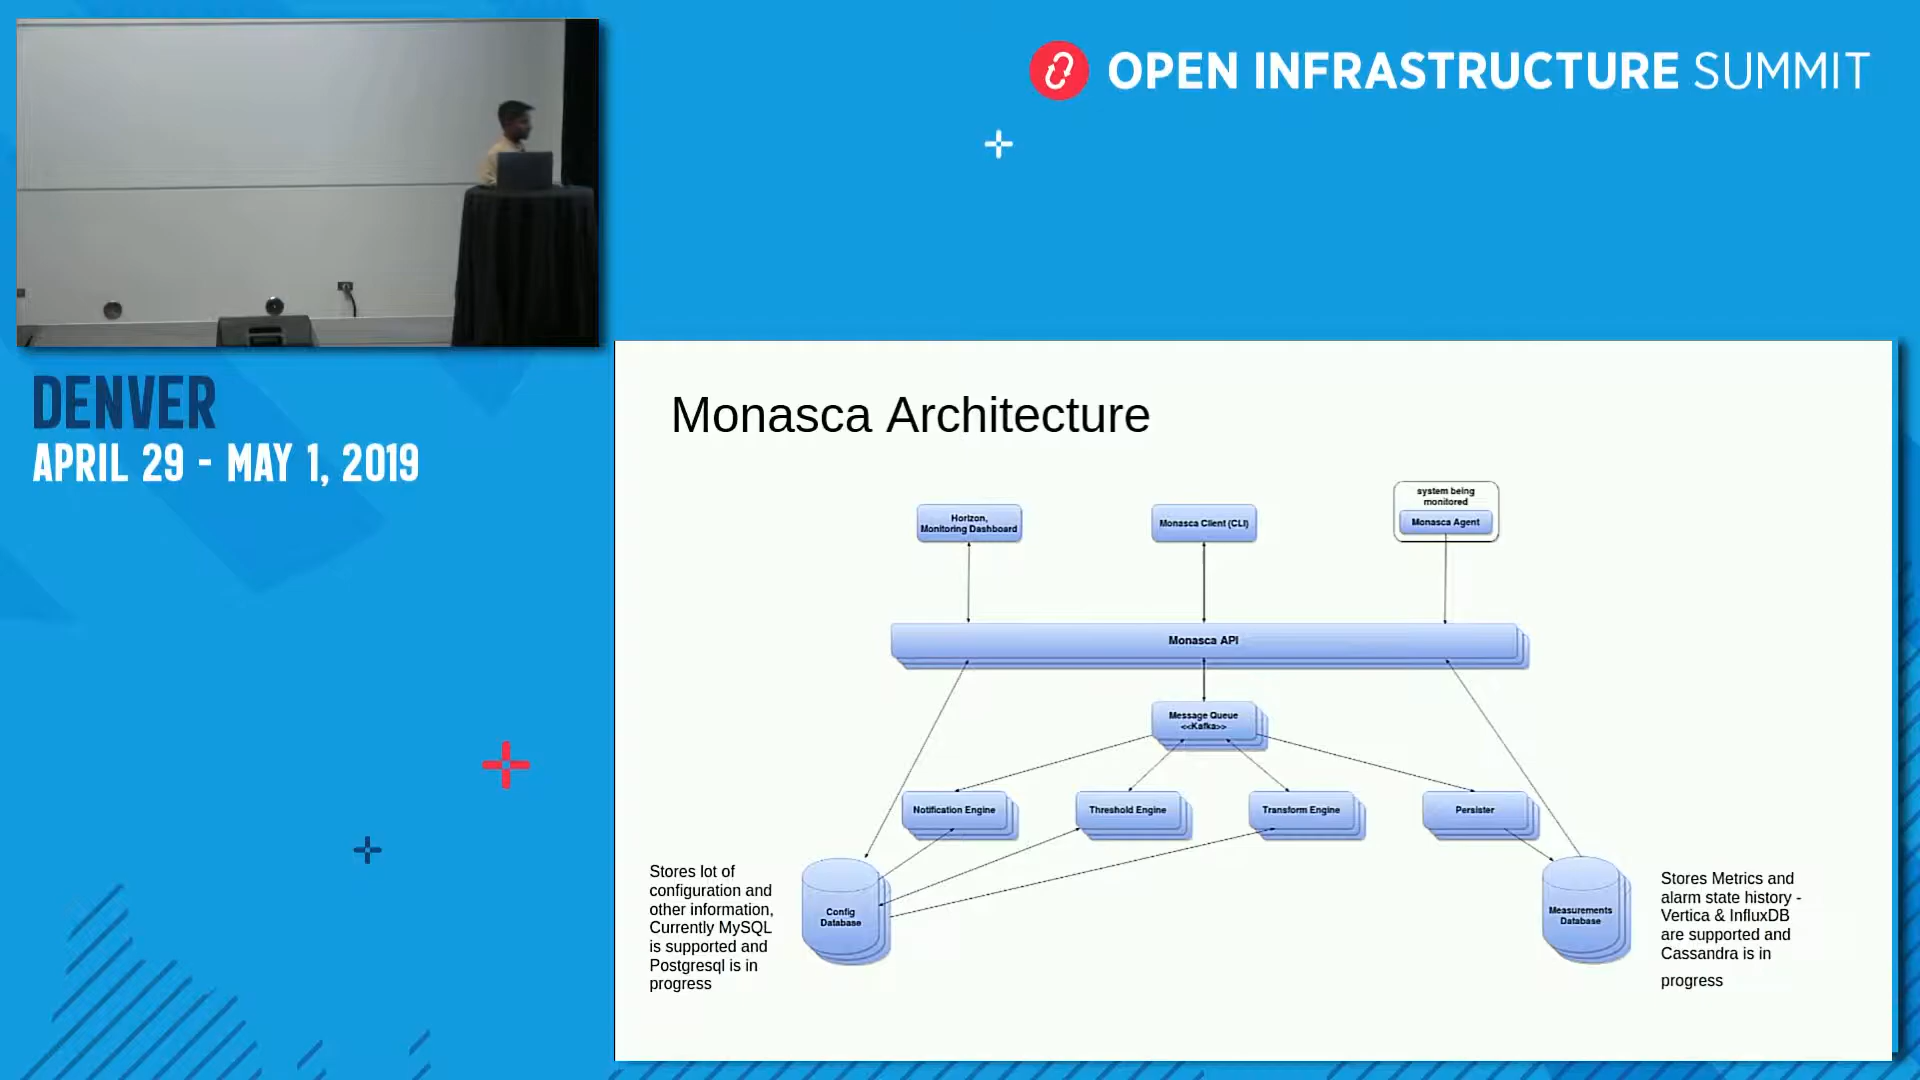 OPEN INFRASTRUCTURE SUMMIT
DENVER
APRIL 29 - MAY 1, 2019
Monasca Architecture
Horizon,
Monitoring Dashboard
Monasca Client (CLI)
system being
monitored
Monasca Agent
Monasca API
Message Queue
<<Kafka>>
Notification Engine
Threshold Engine
Transform Engine
Persister
Config
Database
Measurements
Database
Stores lot of
configuration and
other information,
Currently MySQL
is supported and
Postgresql is in
progress
Stores Metrics and
alarm state history -
Vertica & InfluxDB
are supported and
Cassandra is in
progress